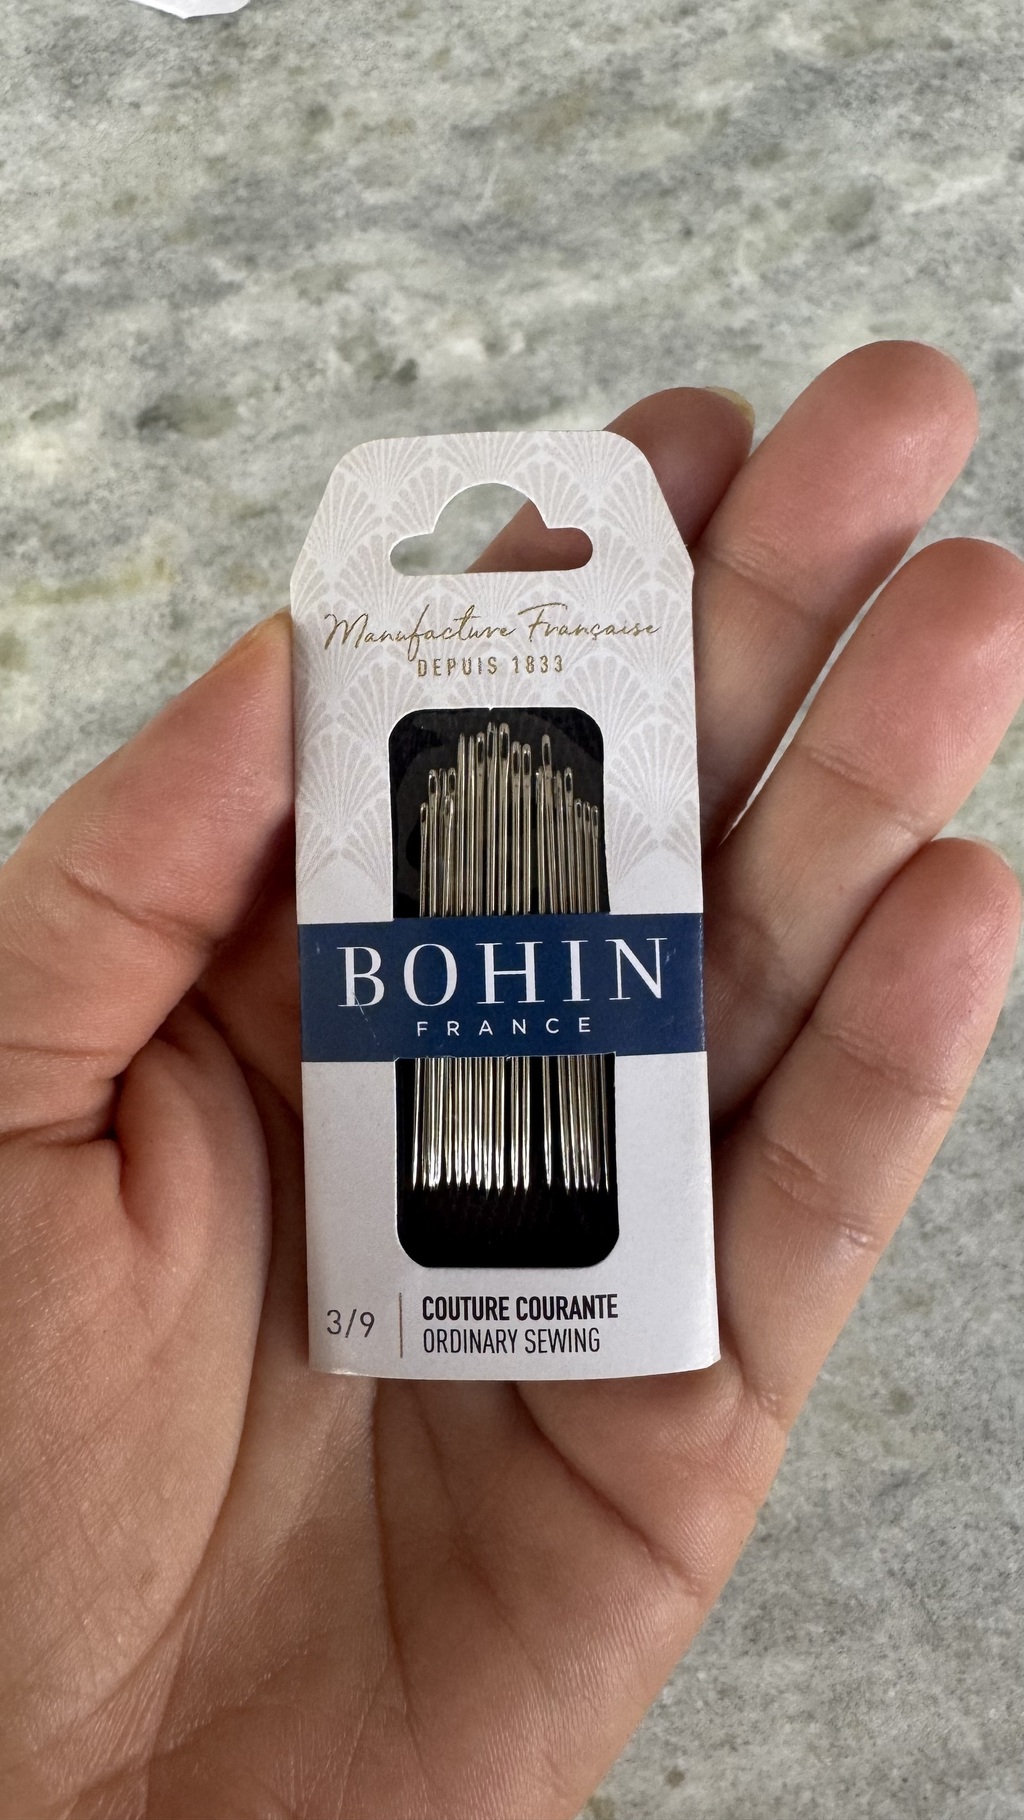 Manufacture Française
DEPUIS 1833
BOHIN
FRANCE
3/9
COUTURE COURANTE
ORDINARY SEWING